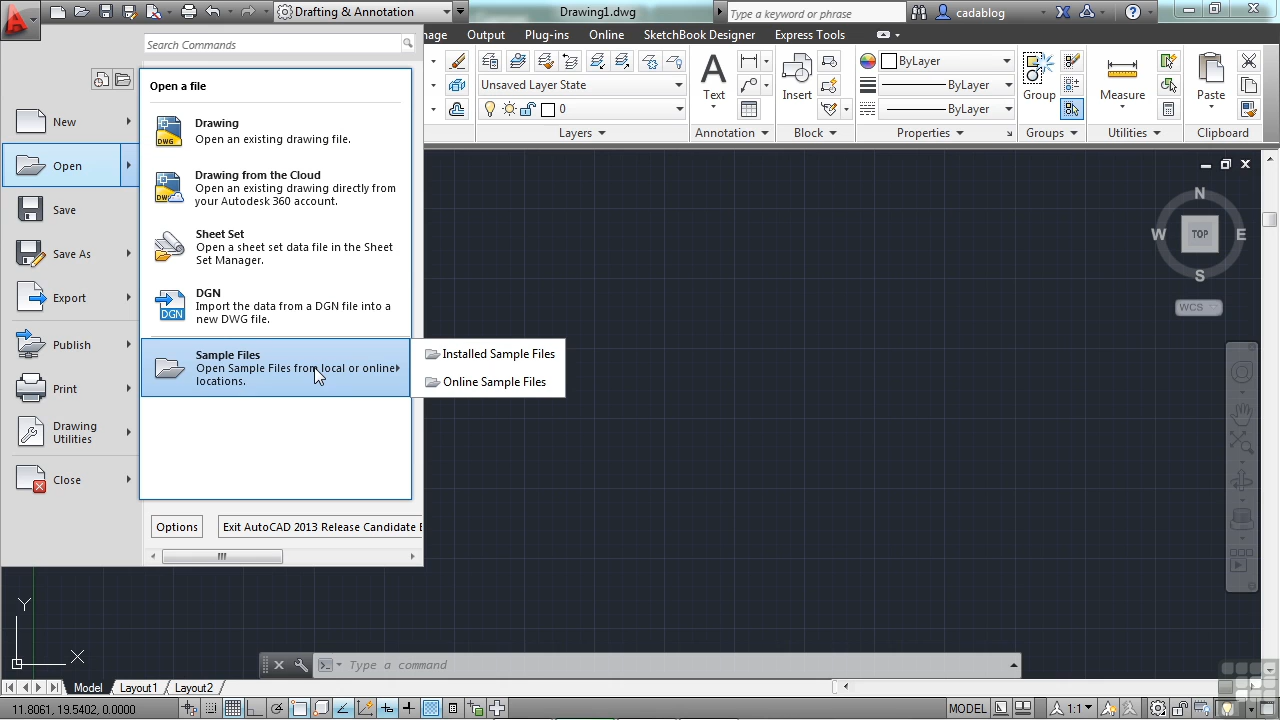 Drafting & Annotation
Drawing1.dwg
Type a keyword or phrase
cadablog
Search Commands
mage
Output
Plug-ins
Online
SketchBook Designer
Express Tools
Open a file
New
Open
Save
Save As
Export
Publish
Print
Drawing
Utilities
Close
Drawing
Open an existing drawing file.
Drawing from the Cloud
Open an existing drawing directly from
your Autodesk 360 account.
Sheet Set
Open a sheet set data file in the Sheet
Set Manager.
DGN
Import the data from a DGN file into a
new DWG file.
Sample Files
Open Sample Files from local or online
locations.
Installed Sample Files
Online Sample Files
Options
Exit AutoCAD 2013 Release Candidate
Unsaved Layer State
0
Layers
Text
Annotation
Insert
Block
ByLayer
ByLayer
ByLayer
Properties
Group
Groups
Measure
Utilities
Paste
Clipboard
N
W
TOP
E
S
WCS
DWG
DWG
DGN
Y
X
Type a command
Model
Layout1
Layout2
11.8061, 19.5402, 0.0000
MODEL
1:1